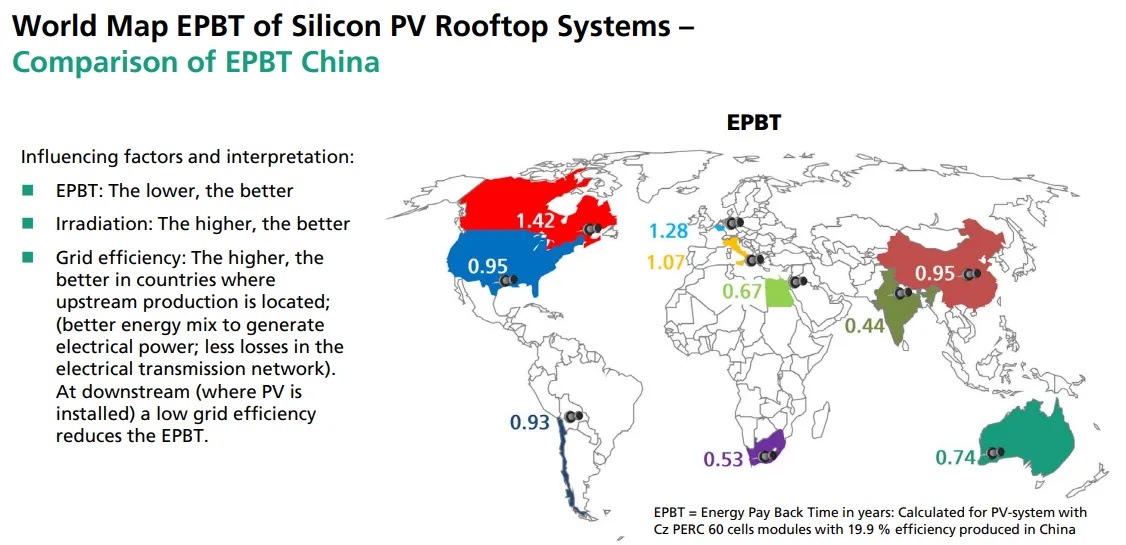 World Map EPBT of Silicon PV Rooftop Systems –
Comparison of EPBT China
EPBT
Influencing factors and interpretation:
EPBT: The lower, the better
Irradiation: The higher, the better
Grid efficiency: The higher, the
better in countries where
upstream production is located;
(better energy mix to generate
electrical power; less losses in the
electrical transmission network).
At downstream (where PV is
installed) a low grid efficiency
reduces the EPBT.
1.42
0.95
1.28
1.07
0.67
0.95
0.44
0.93
0.53
0.74
EPBT = Energy Pay Back Time in years: Calculated for PV-system with
Cz PERC 60 cells modules with 19.9 % efficiency produced in China